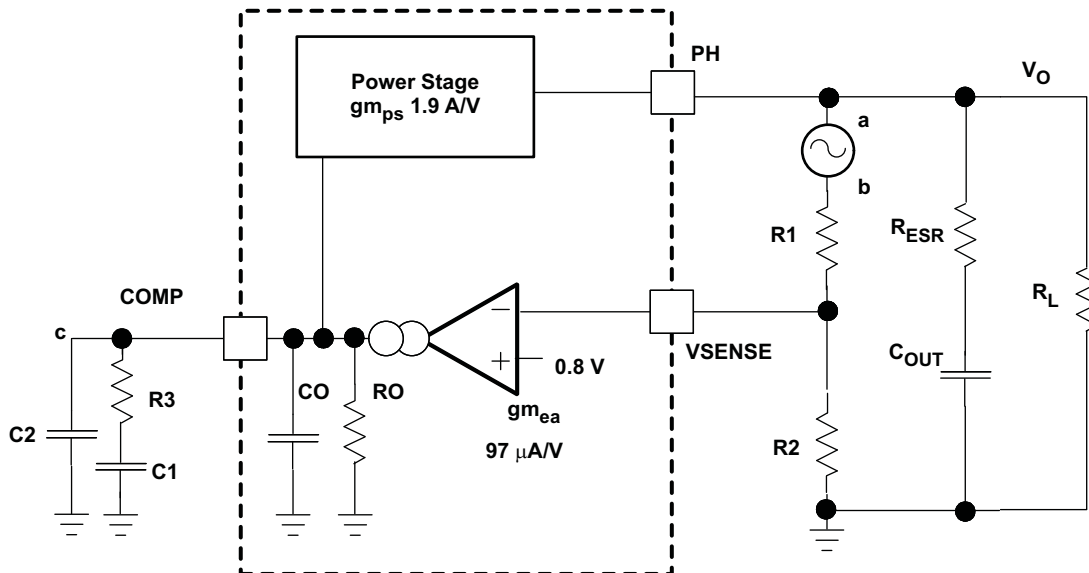 Power Stage
gm_ps 1.9 A/V
PH
V_O
a
b
R1
R_ESR
R_L
COMP
c
VSENSE
0.8 V
C_OUT
R3
CO
RO
gm_ea
C2
C1
97 μA/V
R2